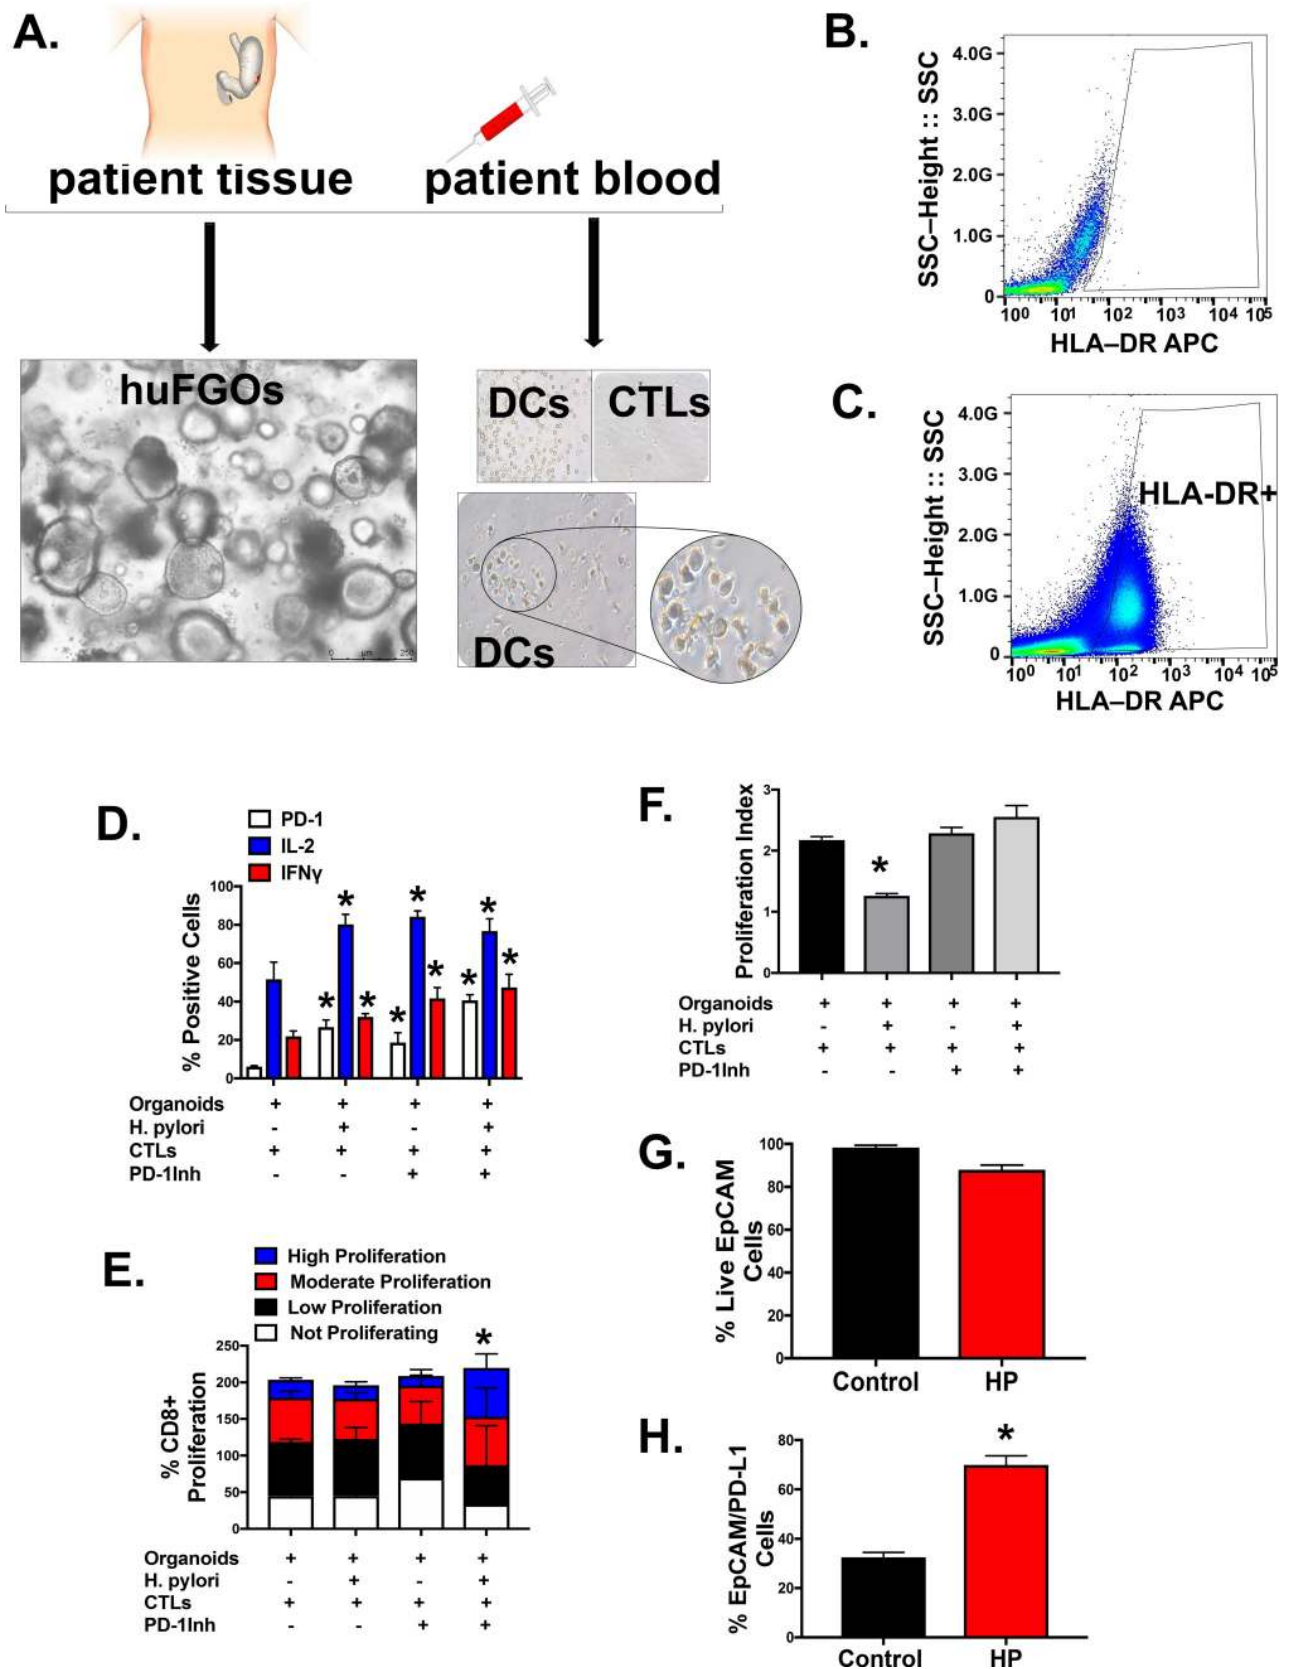 A.
patient tissue
patient blood
huFGOs
0 µm 250
DCs
CTLs
DCs
B.
SSC–Height :: SSC
4.0G
3.0G
2.0G
1.0G
0
10⁰ 10¹ 10² 10³ 10⁴ 10⁵
HLA–DR APC
C.
SSC–Height :: SSC
4.0G
3.0G
2.0G
1.0G
0
HLA-DR+
10⁰ 10¹ 10² 10³ 10⁴ 10⁵
HLA–DR APC
D.
PD-1
IL-2
IFNγ
% Positive Cells
100
80
60
40
20
0
* * * * * * * * *
Organoids + + + +
H. pylori - + - +
CTLs + + + +
PD-1Inh - - + +
E.
High Proliferation
Moderate Proliferation
Low Proliferation
Not Proliferating
% CD8+
Proliferation
250
200
150
100
50
0
*
Organoids + + + +
H. pylori - + - +
CTLs + + + +
PD-1Inh - - + +
F.
Proliferation Index
3
2
1
0
*
Organoids + + + +
H. pylori - + - +
CTLs + + + +
PD-1Inh - - + +
G.
% Live EpCAM
Cells
100
80
60
40
20
0
Control HP
H.
% EpCAM/PD-L1
Cells
80
60
40
20
0
*
Control HP